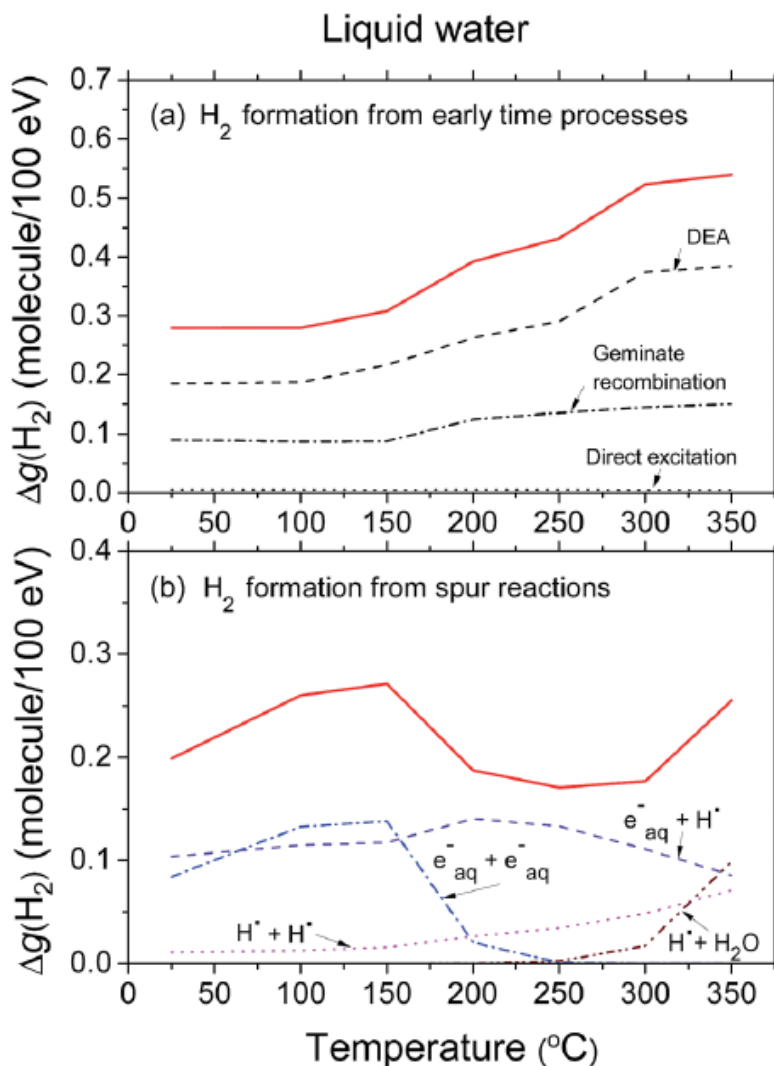 Liquid water
(a) H₂ formation from early time processes
Δg(H₂) (molecule/100 eV)
0.7
0.6
0.5
0.4
0.3
0.2
0.1
0.0
DEA
Geminate
recombination
Direct excitation
0 50 100 150 200 250 300 350
(b) H₂ formation from spur reactions
Δg(H₂) (molecule/100 eV)
0.4
0.3
0.2
0.1
0.0
e⁻aq + H•
e⁻aq + e⁻aq
H• + H•
H• + H₂O
0 50 100 150 200 250 300 350
Temperature (°C)